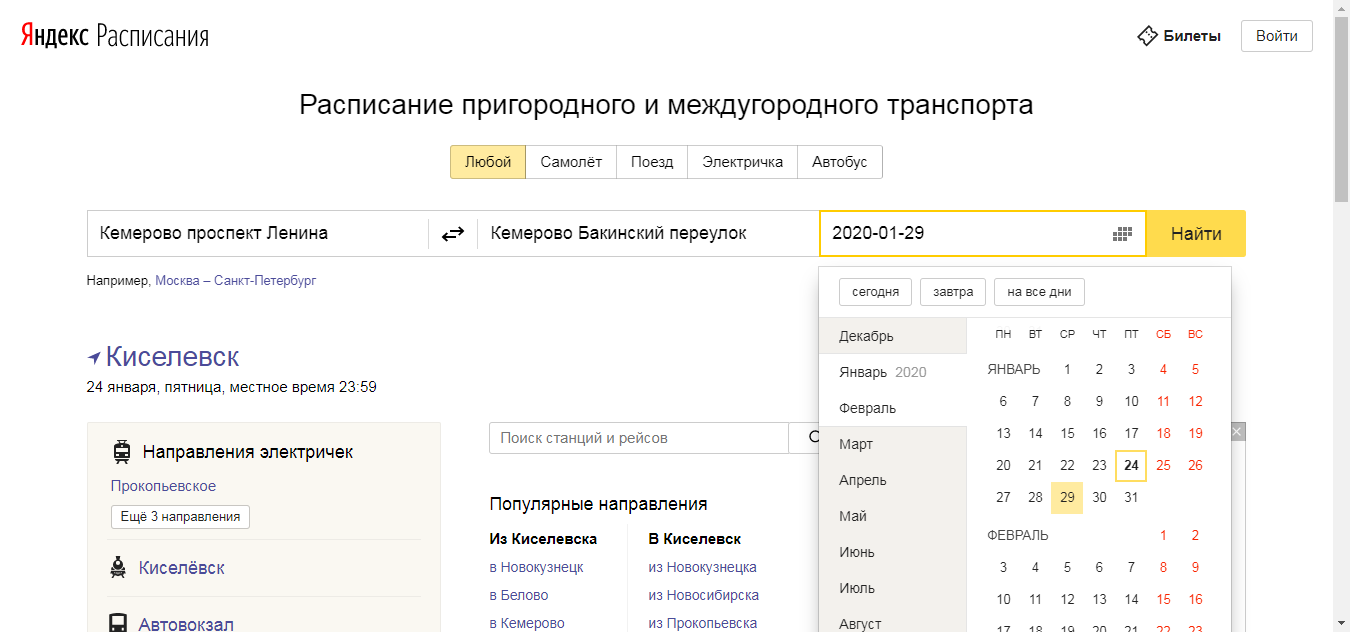 Яндекс Расписания
Билеты
Войти
Расписание пригородного и междугородного транспорта
Любой Самолёт Поезд Электричка Автобус
Кемерово проспект Ленина Кемерово Бакинский переулок 2020-01-29 Найти
Например, Москва – Санкт-Петербург
Киселевск
24 января, пятница, местное время 23:59
Направления электричек
Прокопьевское
Ещё 3 направления
Киселёвск
Автовокзал
Поиск станций и рейсов
Популярные направления
Из Киселевска
в Новокузнецк
в Белово
в Кемерово
В Киселевск
из Новокузнецка
из Новосибирска
из Прокопьевска
сегодня завтра на все дни
Декабрь
Январь 2020
Февраль
Март
Апрель
Май
Июнь
Июль
Август
ПН ВТ СР ЧТ ПТ СБ ВС
ЯНВАРЬ 1 2 3 4 5
6 7 8 9 10 11 12
13 14 15 16 17 18 19
20 21 22 23 24 25 26
27 28 29 30 31
ФЕВРАЛЬ 1 2
3 4 5 6 7 8 9
10 11 12 13 14 15 16
17 18 19 20 21 22 23